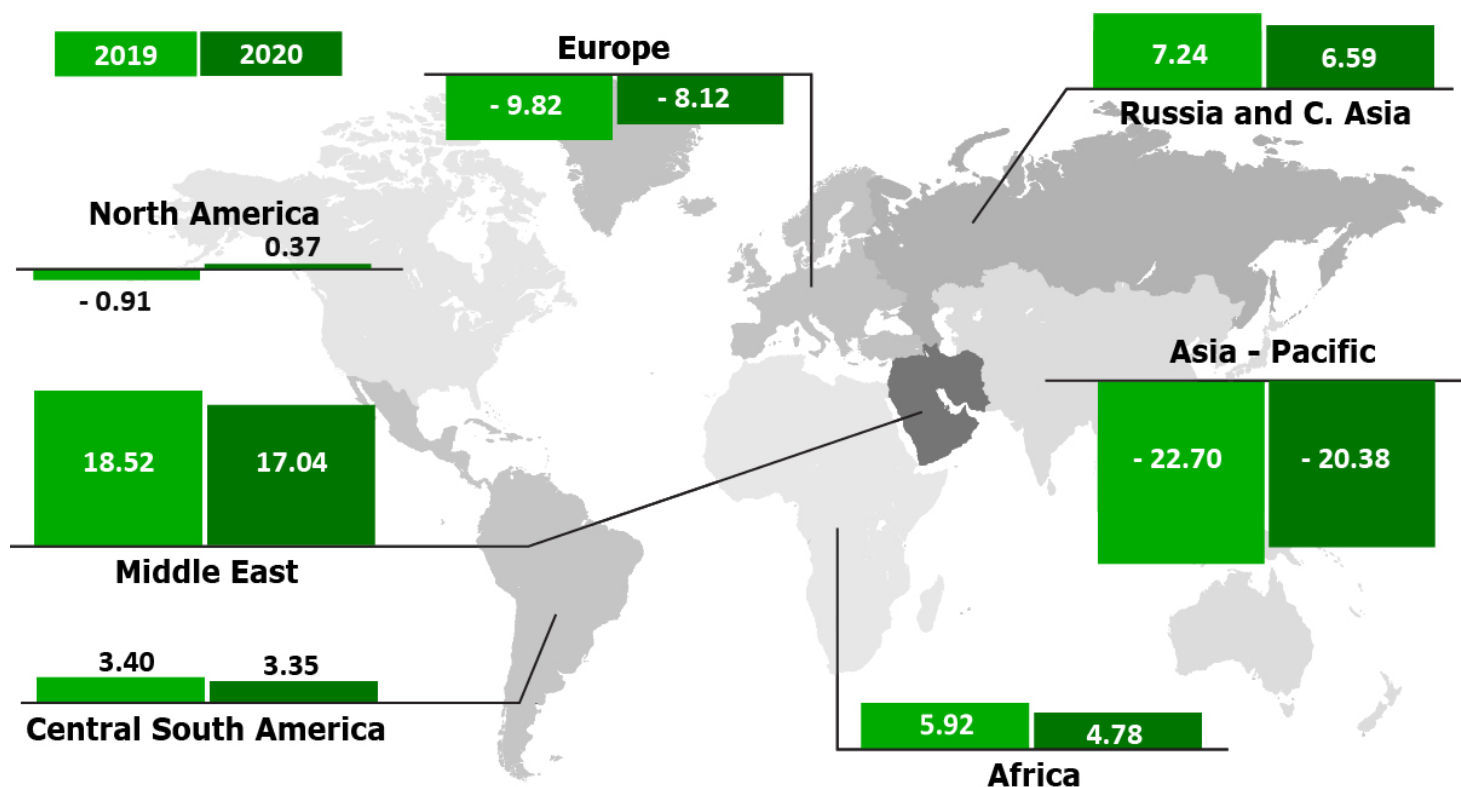 2019 2020
Europe
- 9.82 - 8.12
7.24 6.59
Russia and C. Asia
North America
0.37
- 0.91
Asia - Pacific
- 22.70 - 20.38
18.52 17.04
Middle East
3.40 3.35
Central South America
5.92 4.78
Africa